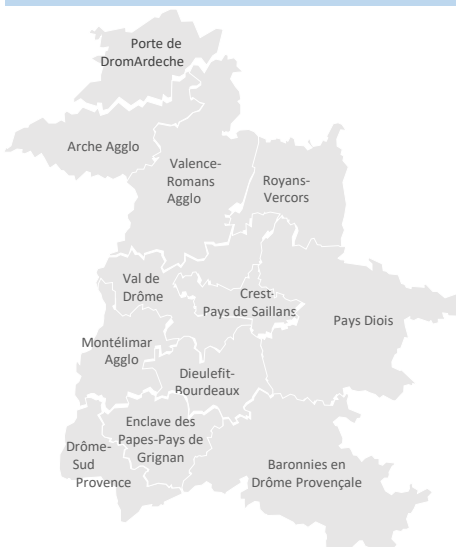 Porte de
DromArdeche
Arche Agglo
Valence-
Romans
Agglo
Royans-
Vercors
Val de
Drôme
Crest-
Pays de Saillans
Pays Diois
Montélimar
Agglo
Dieulefit-
Bourdeaux
Enclave des
Papes-Pays de
Grignan
Drôme-
Sud
Provence
Baronnies en
Drôme Provençale